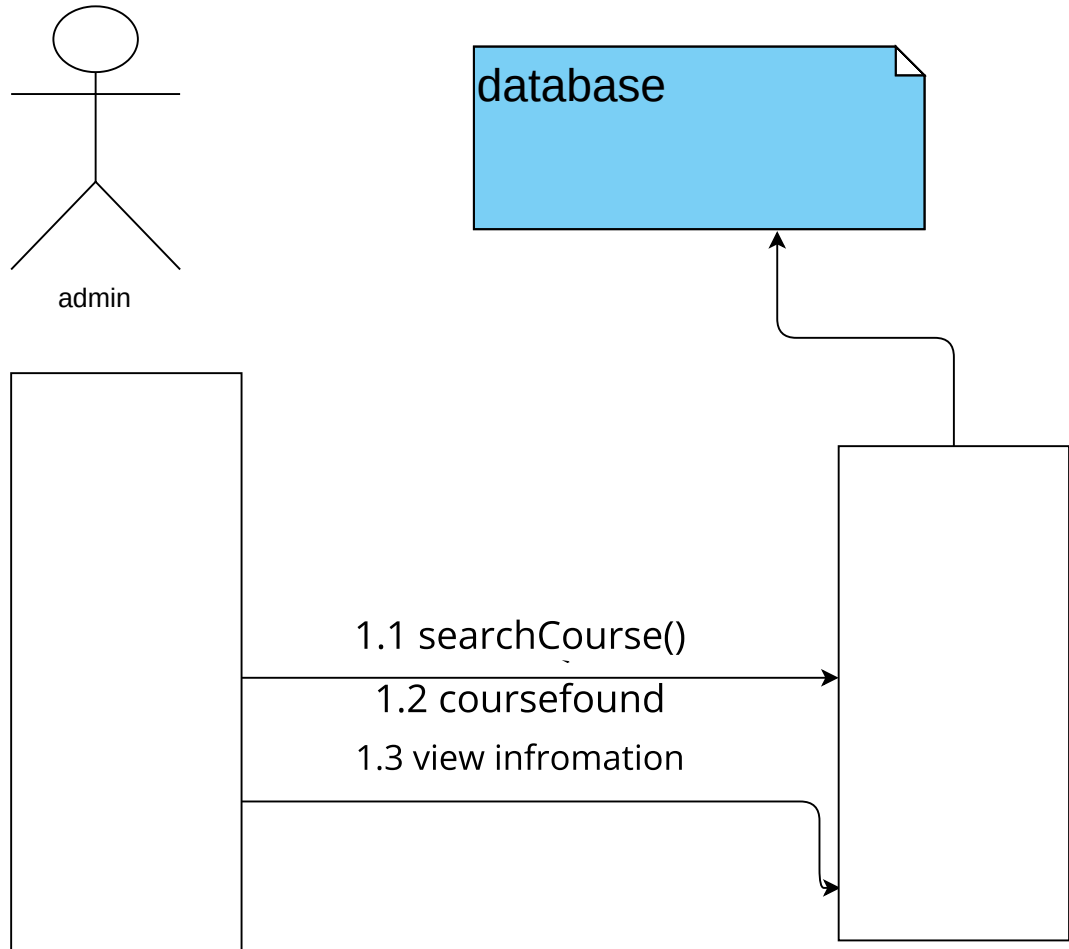 database
admin
1.1 searchCourse()
1.2 coursefound
1.3 view infromation